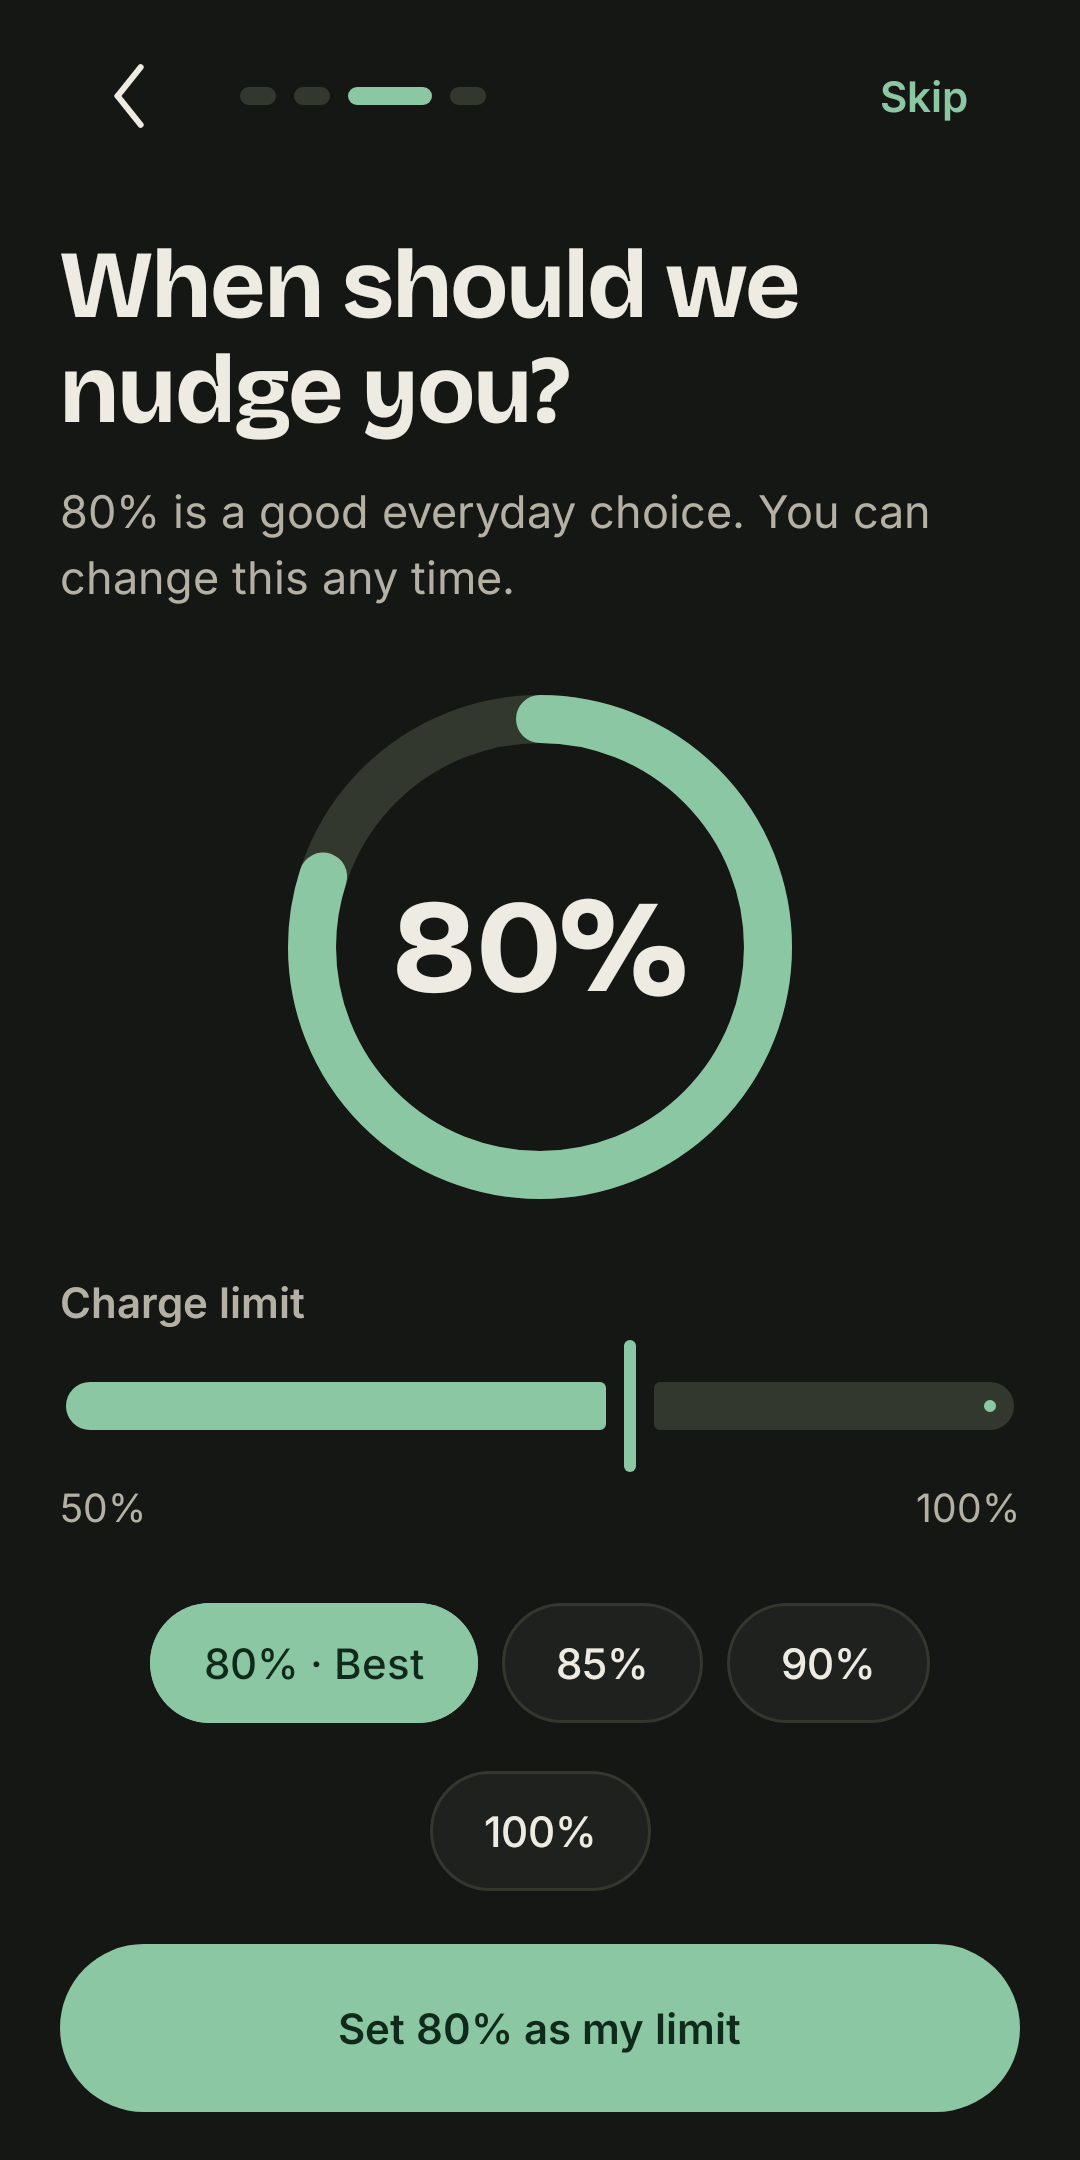 Skip
When should we
nudge you?
80% is a good everyday choice. You can
change this any time.
80%
Charge limit
50% 100%
80% · Best 85% 90%
100%
Set 80% as my limit